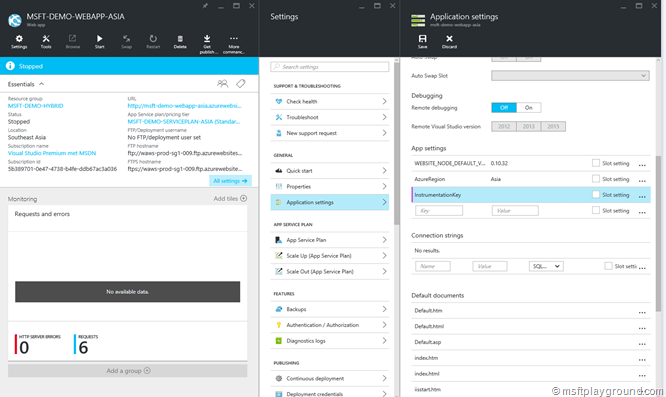 MSFT-DEMO-WEBAPP-ASIA
Web app
Settings
Tools
Browse
Start
Swap
Restart
Delete
Get publish...
More comman...
Stopped
Essentials
Resource group
MSFT-DEMO-HYBRID
Status
Stopped
Location
Southeast Asia
Subscription name
Visual Studio Premium met MSDN
Subscription id
5b389701-0e47-4738-b4fe-ddb67ac3a036
URL
http://msft-demo-webapp-asia.azurewebsi...
App Service plan/pricing tier
MSFT-DEMO-SERVICEPLAN-ASIA (Standar...
FTP/Deployment username
No FTP/deployment user set
FTP hostname
ftp://waws-prod-sg1-009.ftp.azurewebsites...
FTPS hostname
ftps://waws-prod-sg1-009.ftp.azurewebsit...
All settings →
Monitoring
Add tiles
Requests and errors
No available data.
HTTP SERVER ERRORS
0
REQUESTS
6
Add a group
Settings
Search settings
SUPPORT & TROUBLESHOOTING
Check health
Troubleshoot
New support request
GENERAL
Quick start
Properties
Application settings
APP SERVICE PLAN
App Service Plan
Scale Up (App Service Plan)
Scale Out (App Service Plan)
FEATURES
Backups
Authentication / Authorization
Diagnostics logs
PUBLISHING
Continuous deployment
Deployment credentials
Application settings
msft-demo-webapp-asia
Save
Discard
Auto Swap
Off On
Auto Swap Slot
Debugging
Remote debugging Off On
Remote Visual Studio version 2012 2013 2015
App settings
WEBSITE_NODE_DEFAULT_V... 0.10.32 Slot setting ...
AzureRegion Asia Slot setting ...
InstrumentationKey Slot setting ...
Key Value Slot setting ...
Connection strings
No results.
Name Value SQL... Slot setti ...
Default documents
Default.htm ...
Default.html ...
Default.asp ...
index.htm ...
index.html ...
iisstart.htm ...
© msftplayground.com